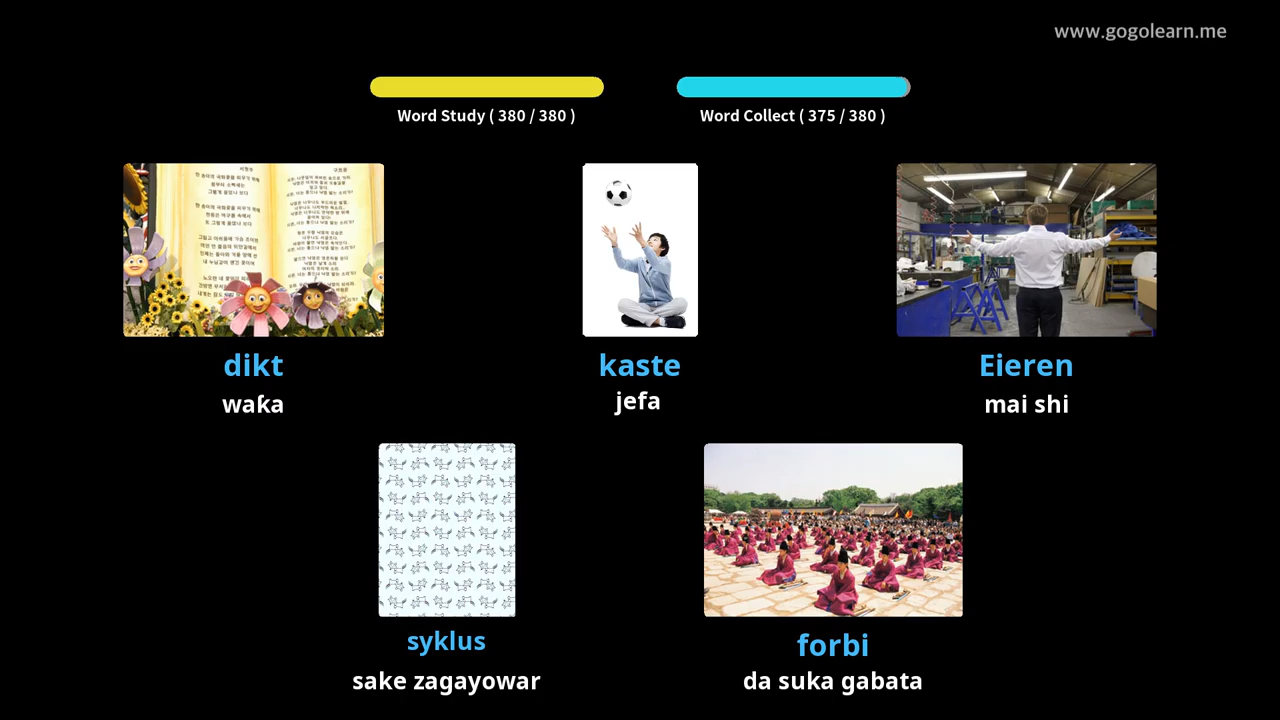 www.gogolearn.me
Word Study ( 380 / 380 )
Word Collect ( 375 / 380 )
dikt
waƙa
kaste
jefa
Eieren
mai shi
syklus
sake zagayowar
forbi
da suka gabata